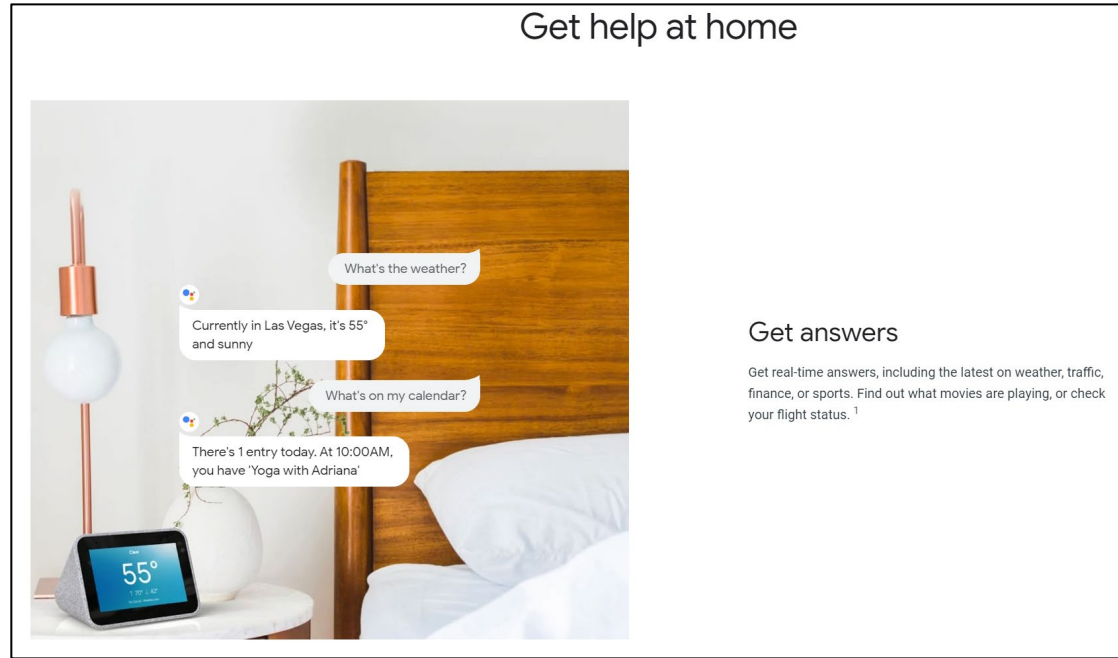 Get help at home
What's the weather?
Currently in Las Vegas, it's 55°
and sunny
What's on my calendar?
There's 1 entry today. At 10:00AM,
you have 'Yoga with Adriana'
Clear
55°
Get answers
Get real-time answers, including the latest on weather, traffic,
finance, or sports. Find out what movies are playing, or check
your flight status. 1